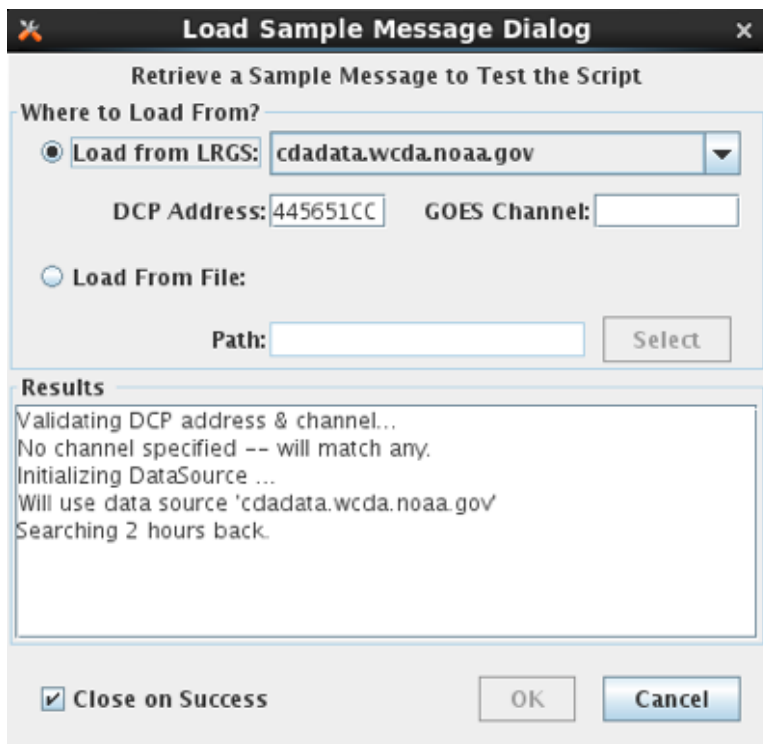 Load Sample Message Dialog
Retrieve a Sample Message to Test the Script
Where to Load From?
Load from LRGS: cdadata.wcda.noaa.gov
DCP Address: 445651CC GOES Channel:
Load From File:
Path: Select
Results
Validating DCP address & channel...
No channel specified -- will match any.
Initializing DataSource ...
Will use data source 'cdadata.wcda.noaa.gov'
Searching 2 hours back.
Close on Success OK Cancel